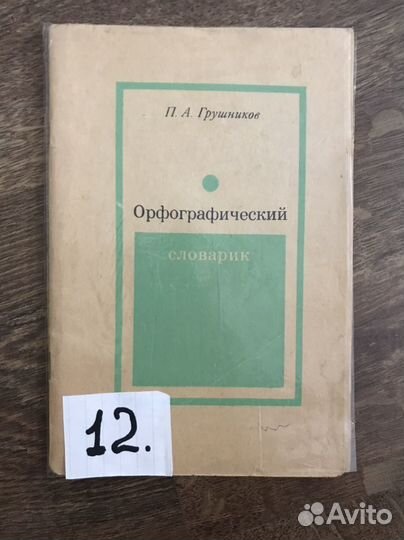 П. А. Грушников
Орфографический
словарик
12.
Avito